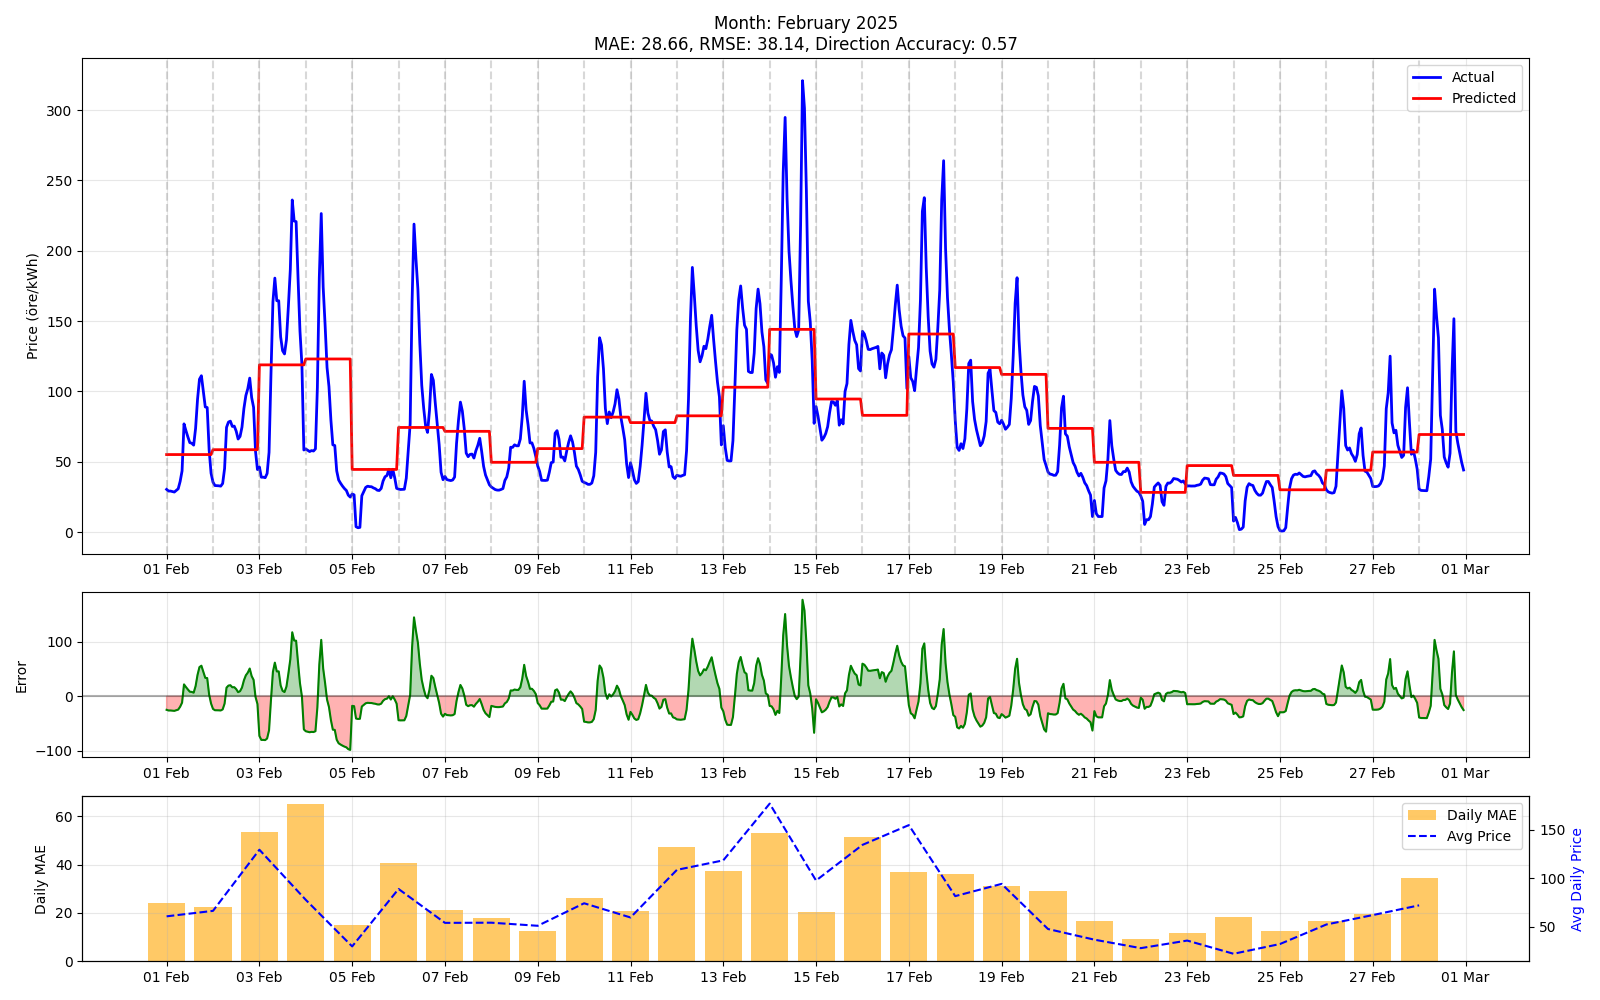 Month: February 2025
MAE: 28.66, RMSE: 38.14, Direction Accuracy: 0.57
Price (öre/kWh)
300
250
200
150
100
50
0
Actual
Predicted
01 Feb 03 Feb 05 Feb 07 Feb 09 Feb 11 Feb 13 Feb 15 Feb 17 Feb 19 Feb 21 Feb 23 Feb 25 Feb 27 Feb 01 Mar
Error
100
0
−100
01 Feb 03 Feb 05 Feb 07 Feb 09 Feb 11 Feb 13 Feb 15 Feb 17 Feb 19 Feb 21 Feb 23 Feb 25 Feb 27 Feb 01 Mar
Daily MAE
60
40
20
0
Daily MAE
Avg Price
150
100
50
Avg Daily Price
01 Feb 03 Feb 05 Feb 07 Feb 09 Feb 11 Feb 13 Feb 15 Feb 17 Feb 19 Feb 21 Feb 23 Feb 25 Feb 27 Feb 01 Mar